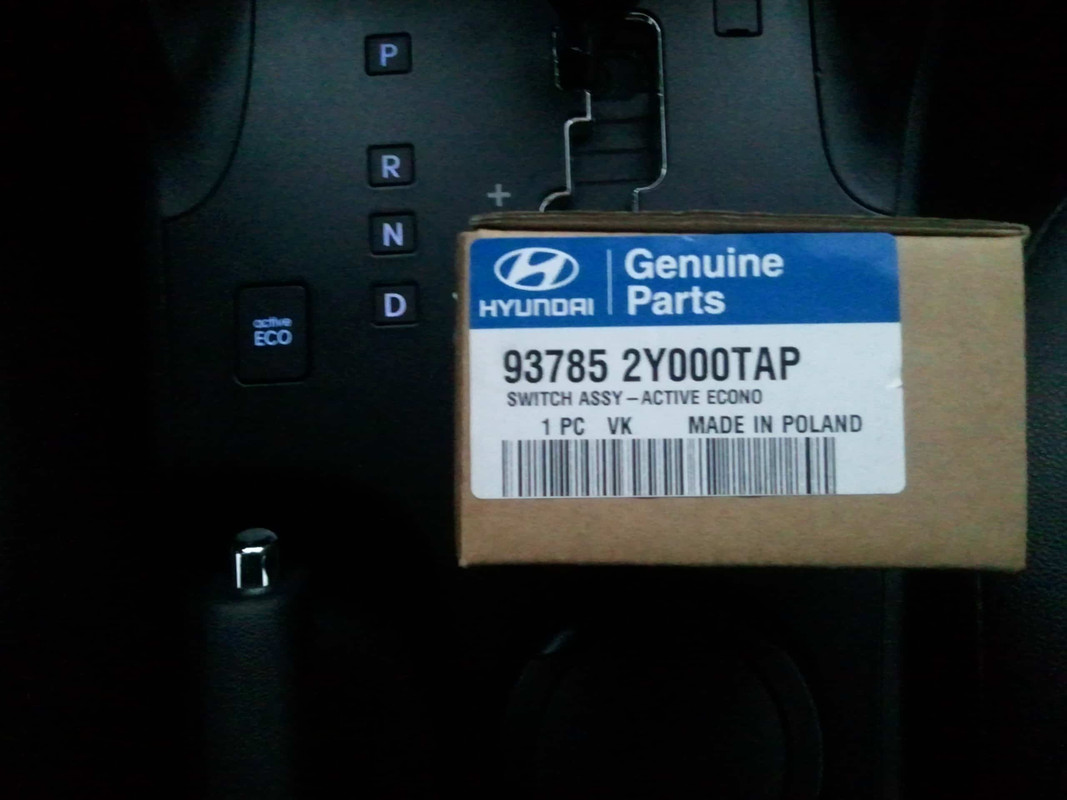 P
R
+
N
D
active
ECO
HYUNDAI
Genuine
Parts
93785 2Y000TAP
SWITCH ASSY-ACTIVE ECONO
1 PC VK MADE IN POLAND